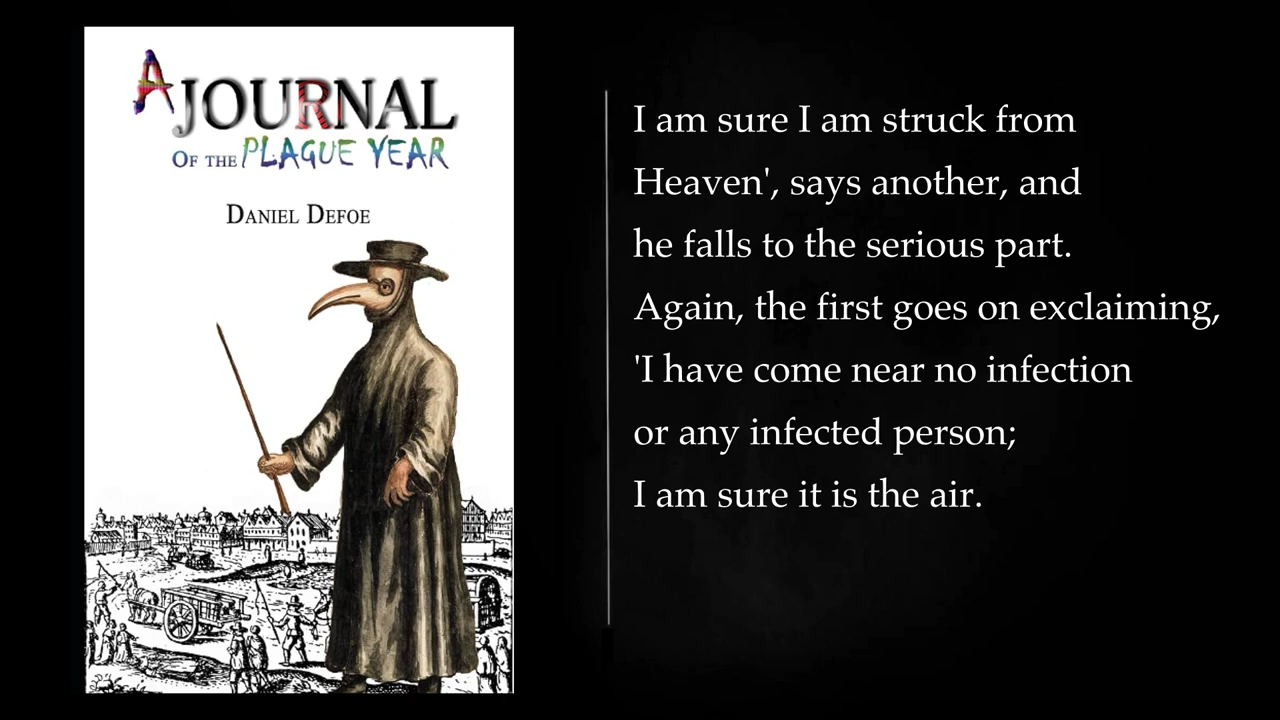 A JOURNAL
OF THE PLAGUE YEAR
DANIEL DEFOE
I am sure I am struck from
Heaven', says another, and
he falls to the serious part.
Again, the first goes on exclaiming,
'I have come near no infection
or any infected person;
I am sure it is the air.